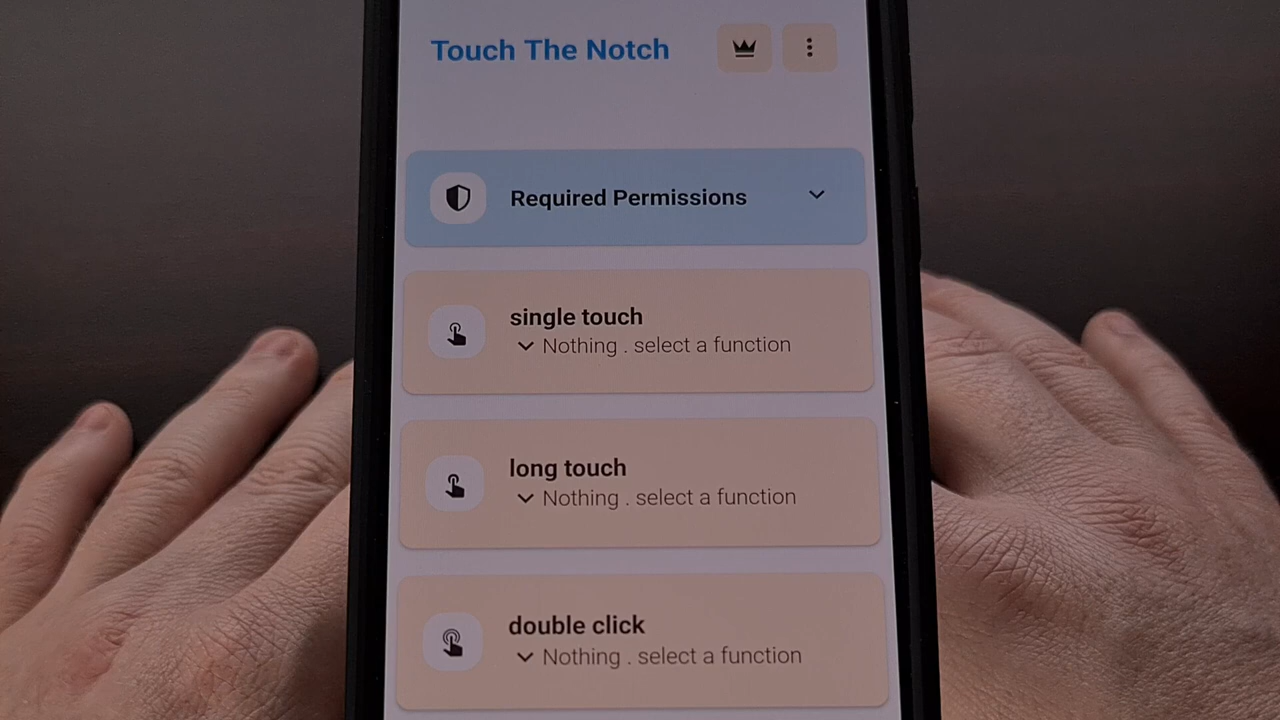 Touch The Notch
Required Permissions
single touch
Nothing . select a function
long touch
Nothing . select a function
double click
Nothing . select a function